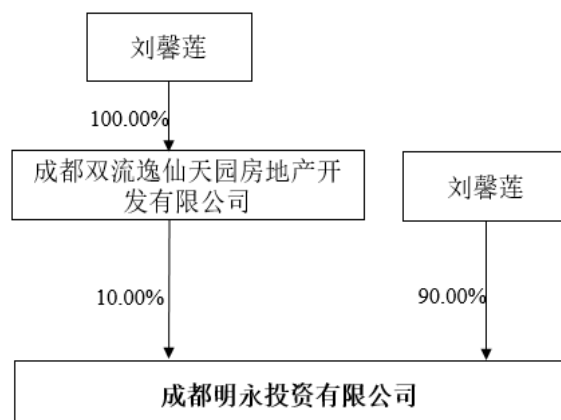 刘馨莲
100.00%
成都双流逸仙天园房地产开
发有限公司
刘馨莲
10.00%
90.00%
成都明永投资有限公司